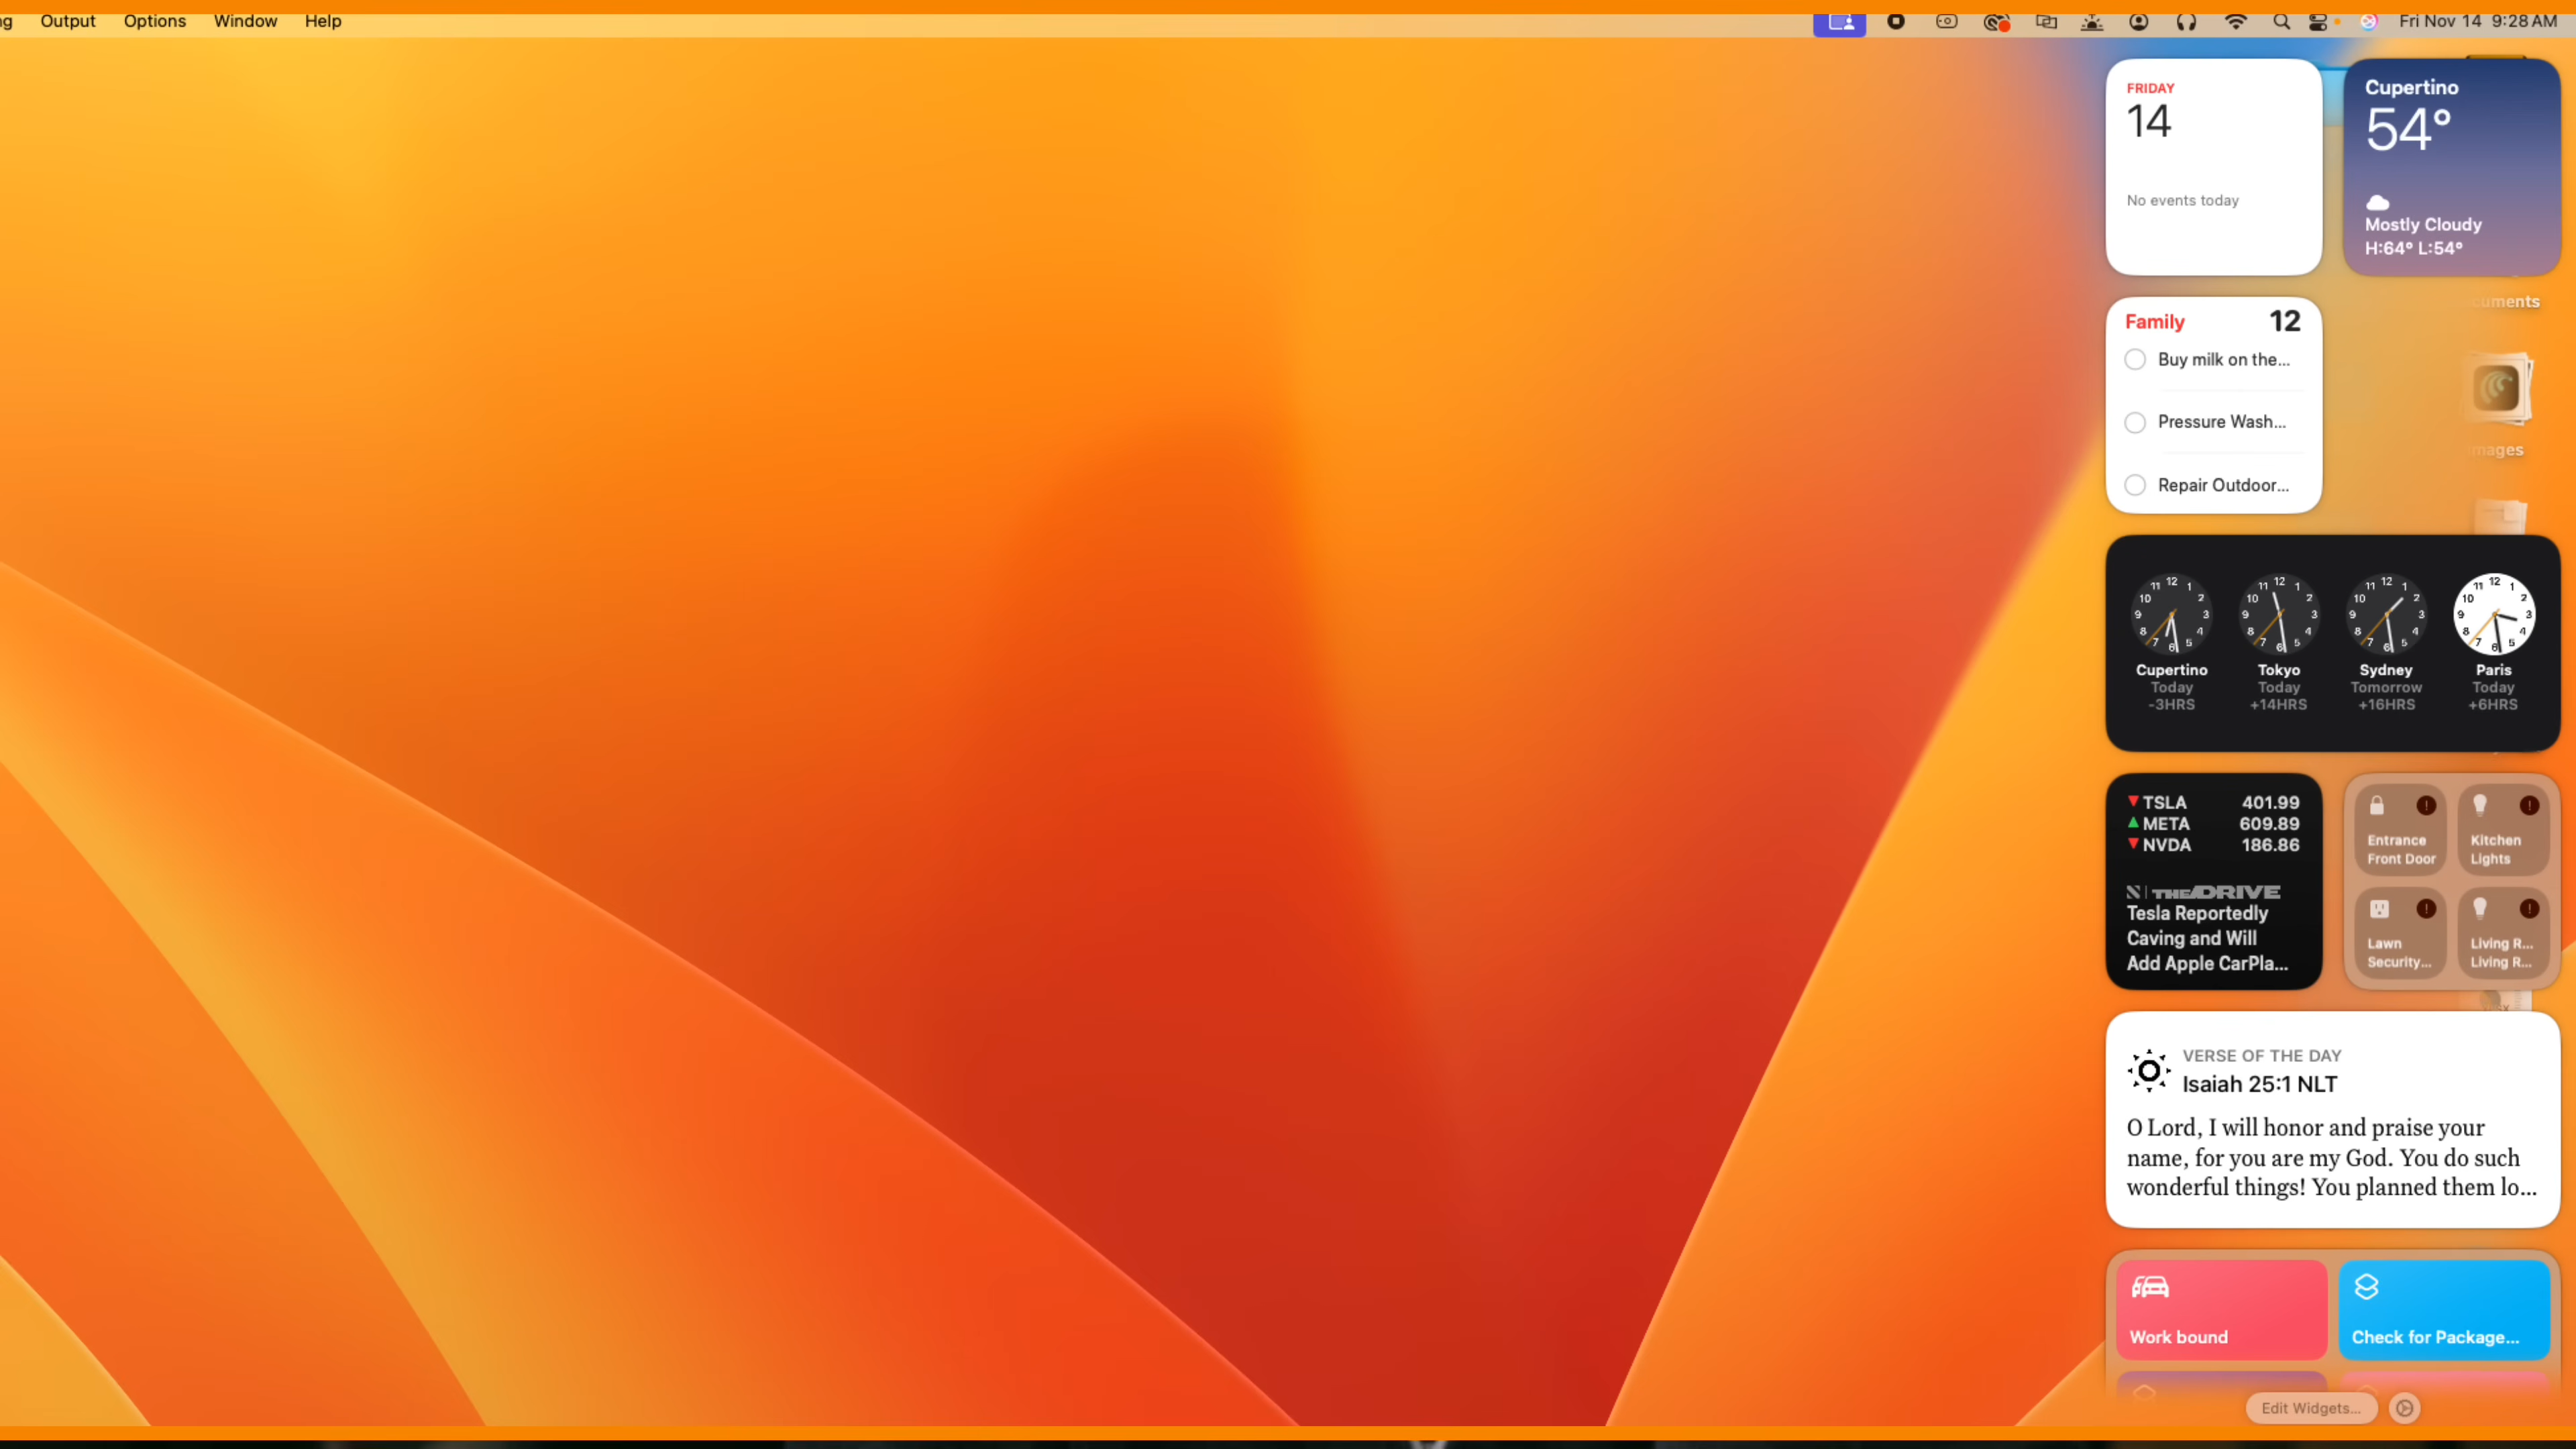 ng Output Options Window Help Fri Nov 14 9:28 AM
FRIDAY
14
No events today
Cupertino
54°
Mostly Cloudy
H:64° L:54°
Family 12
Buy milk on the...
Pressure Wash...
Repair Outdoor...
cuments
mages
Cupertino
Today
-3HRS
Tokyo
Today
+14HRS
Sydney
Tomorrow
+16HRS
Paris
Today
+6HRS
TSLA 401.99
META 609.89
NVDA 186.86
THE DRIVE
Tesla Reportedly
Caving and Will
Add Apple CarPla...
Entrance
Front Door
Kitchen
Lights
Lawn
Security...
Living R...
Living R...
VERSE OF THE DAY
Isaiah 25:1 NLT
O Lord, I will honor and praise your
name, for you are my God. You do such
wonderful things! You planned them lo...
Work bound
Check for Package...
Edit Widgets...